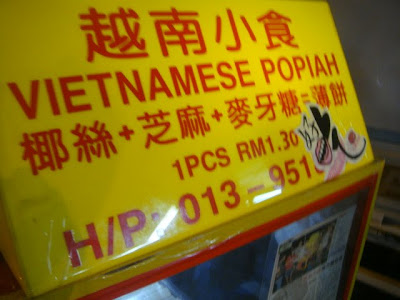 越南小食
VIETNAMESE POPIAH
椰絲+芝麻+麥牙糖=薄餅
1PCS RM1.30
H/P: 013-951